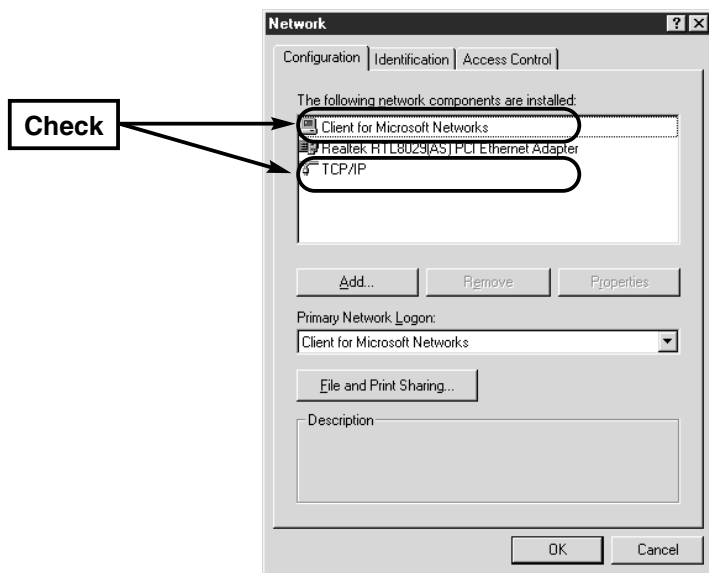 Network
Configuration Identification Access Control
The following network components are installed:
Check
Client for Microsoft Networks
Realtek RTL8029(AS) PCI Ethernet Adapter
TCP/IP
Add... Remove Properties
Primary Network Logon:
Client for Microsoft Networks
File and Print Sharing...
Description
OK Cancel